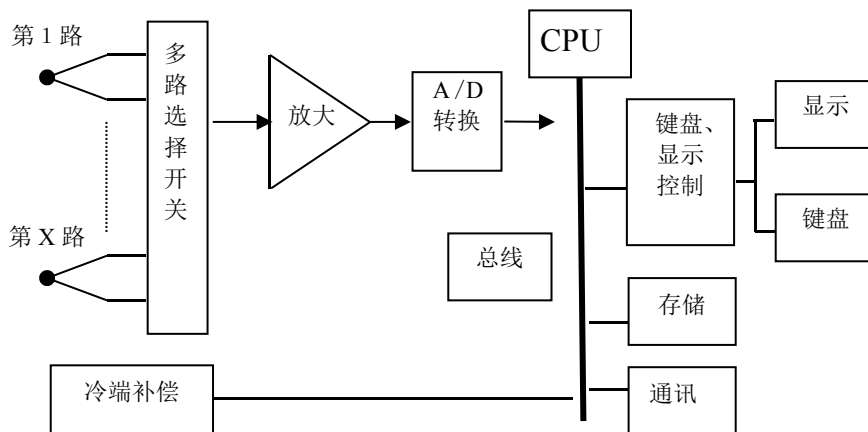 第 1 路
第 X 路
多
路
选
择
开
关
放大
A/D
转换
CPU
键盘、
显示
控制
显示
键盘
总线
存储
冷端补偿
通讯